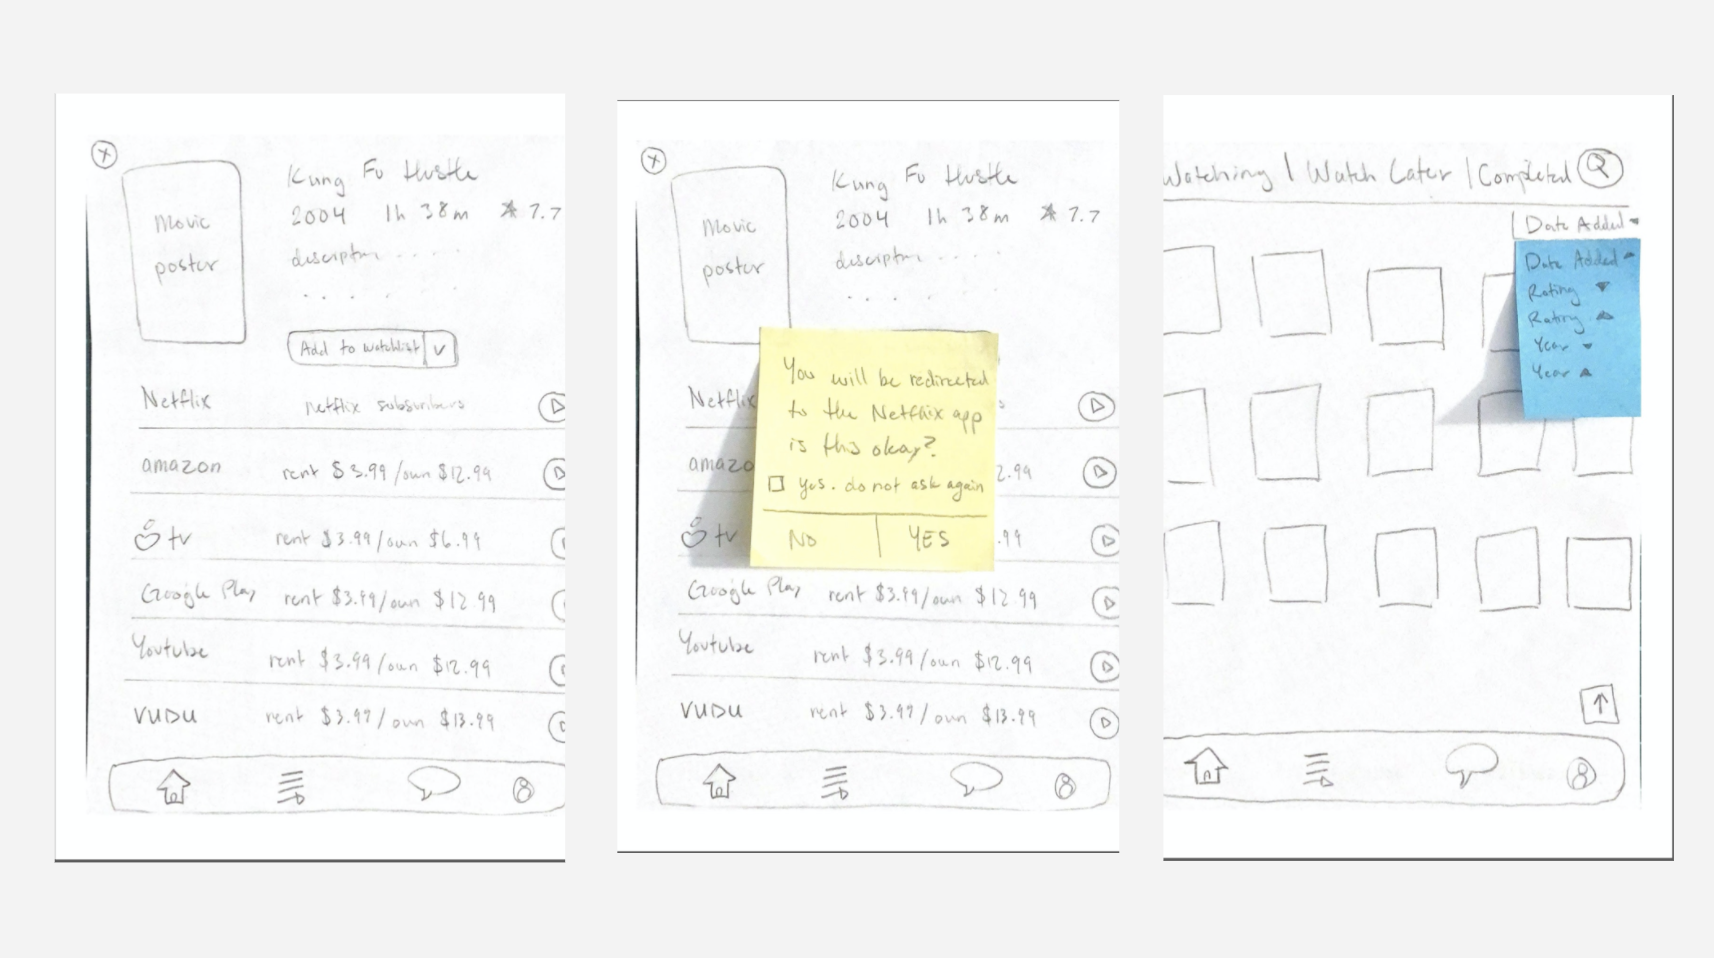 Kung Fu Hustle
2004 1h 38m ★ 7.7
Movie
poster
description . . . .
. . . .
Add to watchlist V
Netflix netflix subscribers
amazon rent $3.99/own $12.99
tv rent $3.99/own $6.99
Google Play rent $3.99/own $12.99
Youtube rent $3.99/own $12.99
VUDU rent $3.99/own $13.99
Kung Fu Hustle
2004 1h 38m ★ 7.7
Movie
poster
description . . . .
. . . .
You will be redirected
to the Netflix app
is this okay?
Yes. do not ask again
NO YES
Netflix s
amazo 2.99
tv .99
Google Play rent $3.99/own $12.99
Youtube rent $3.99/own $12.99
VUDU rent $3.99/own $13.99
Watching | Watch Later | Completed
Date Added ▾
Date Added ▴
Rating ▾
Rating ▴
Year ▾
Year ▴